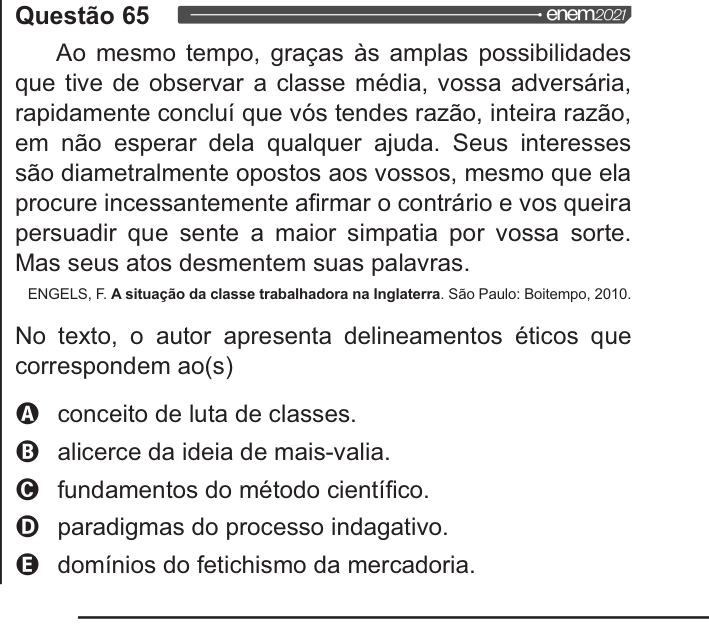 Questão 65 enem2021
Ao mesmo tempo, graças às amplas possibilidades
que tive de observar a classe média, vossa adversária,
rapidamente concluí que vós tendes razão, inteira razão,
em não esperar dela qualquer ajuda. Seus interesses
são diametralmente opostos aos vossos, mesmo que ela
procure incessantemente afirmar o contrário e vos queira
persuadir que sente a maior simpatia por vossa sorte.
Mas seus atos desmentem suas palavras.
ENGELS, F. A situação da classe trabalhadora na Inglaterra. São Paulo: Boitempo, 2010.
No texto, o autor apresenta delineamentos éticos que
correspondem ao(s)
A conceito de luta de classes.
B alicerce da ideia de mais-valia.
C fundamentos do método científico.
D paradigmas do processo indagativo.
E domínios do fetichismo da mercadoria.